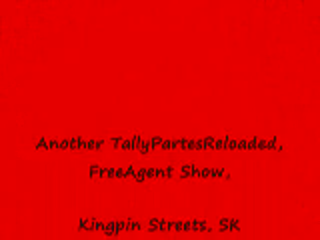 Another TallyPartesReloaded,
FreeAgent Show,
Kingpin Streets, SK